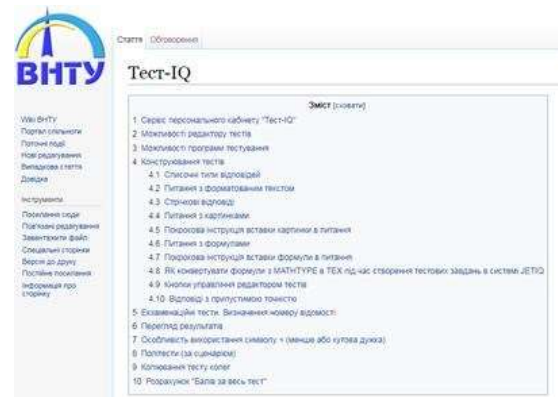 ВНТУ
Стаття Обговорення
Тест-IQ
Зміст [сховати]
1 Сервіс персонального кабінету "Тест-IQ"
2 Можливості редактору тестів
3 Можливості програми тестування
4 Конструювання тестів
4.1 Списочні типи відповідей
4.2 Питання з форматованим текстом
4.3 Стрічкові відповіді
4.4 Питання з картинками
4.5 Покрокова інструкція вставки картинки в питання
4.6 Питання з формулами
4.7 Покрокова інструкція вставки формули в питання
4.8 ЯК конвертувати формули з MATHTYPE в TEX під час створення тестових завдань в системі JETIQ
4.9 Кнопки управління редактором тестів
4.10 Відповіді з припустимою точністю
5 Екзаменаційні тести. Визначення номеру відомості
6 Перегляд результатів
7 Особливість використання символу < (менше або кутова дужка)
8 Політести (за сценарієм)
9 Копіювання тесту колег
10 Розрахунок "Балів за весь тест"
Wiki ВНТУ
Портал спільноти
Поточні події
Нові редагування
Випадкова стаття
Довідка
Інструменти
Посилання сюди
Пов'язані редагування
Завантажити файл
Спеціальні сторінки
Версія до друку
Постійне посилання
Інформація про
сторінку